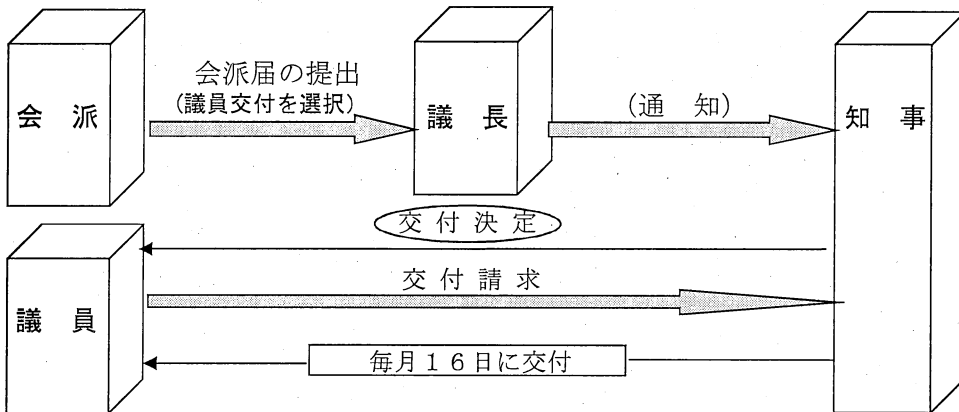 会派届の提出
(議員交付を選択)
会　派
議　長
(通　知)
知　事
交 付 決 定
交 付 請 求
議　員
毎月１６日に交付